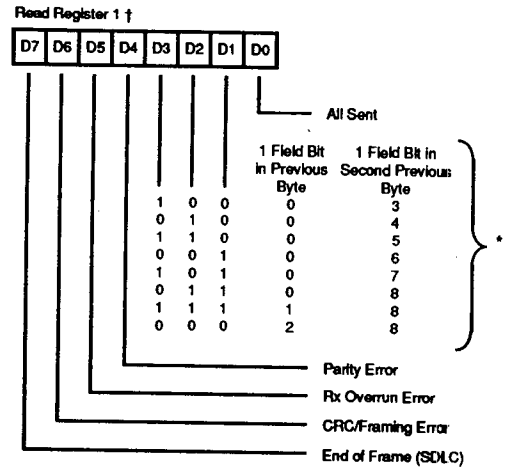 Read Register 1 †
D7 D6 D5 D4 D3 D2 D1 D0
All Sent
1 Field Bit in Previous Byte
1 Field Bit in Second Previous Byte
1 0 0 0 3
0 1 0 0 4
1 1 0 0 5
0 0 1 0 6
1 0 1 0 7
0 1 1 0 8
1 1 1 1 8
0 0 0 2 8
*
Parity Error
Rx Overrun Error
CRC/Framing Error
End of Frame (SDLC)